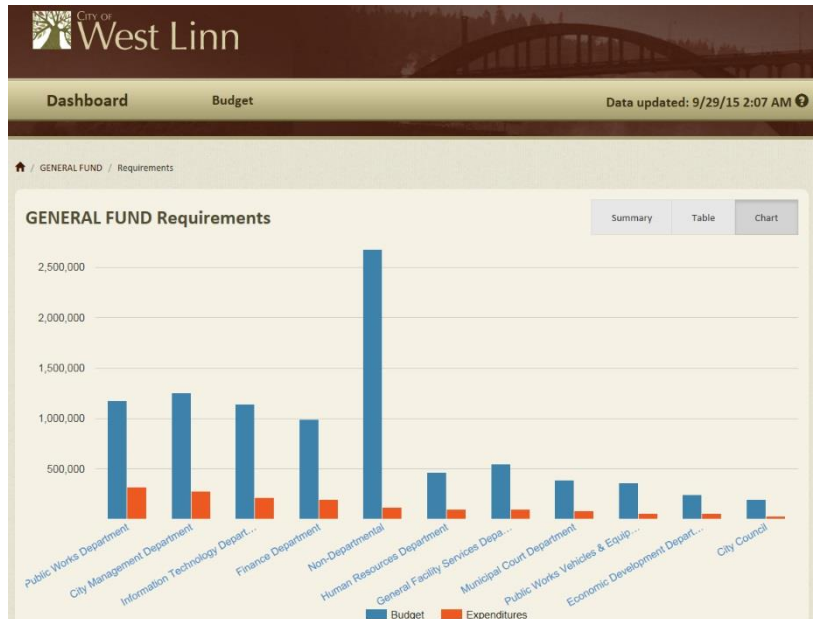 CITY OF
West Linn
Dashboard Budget Data updated: 9/29/15 2:07 AM
/ GENERAL FUND / Requirements
GENERAL FUND Requirements
Summary Table Chart
2,500,000
2,000,000
1,500,000
1,000,000
500,000
Public Works Department
City Management Department
Information Technology Depart...
Finance Department
Non-Departmental
Human Resources Department
General Facility Services Depa...
Municipal Court Department
Public Works Vehicles & Equip...
Economic Development Depart...
City Council
Budget Expenditures